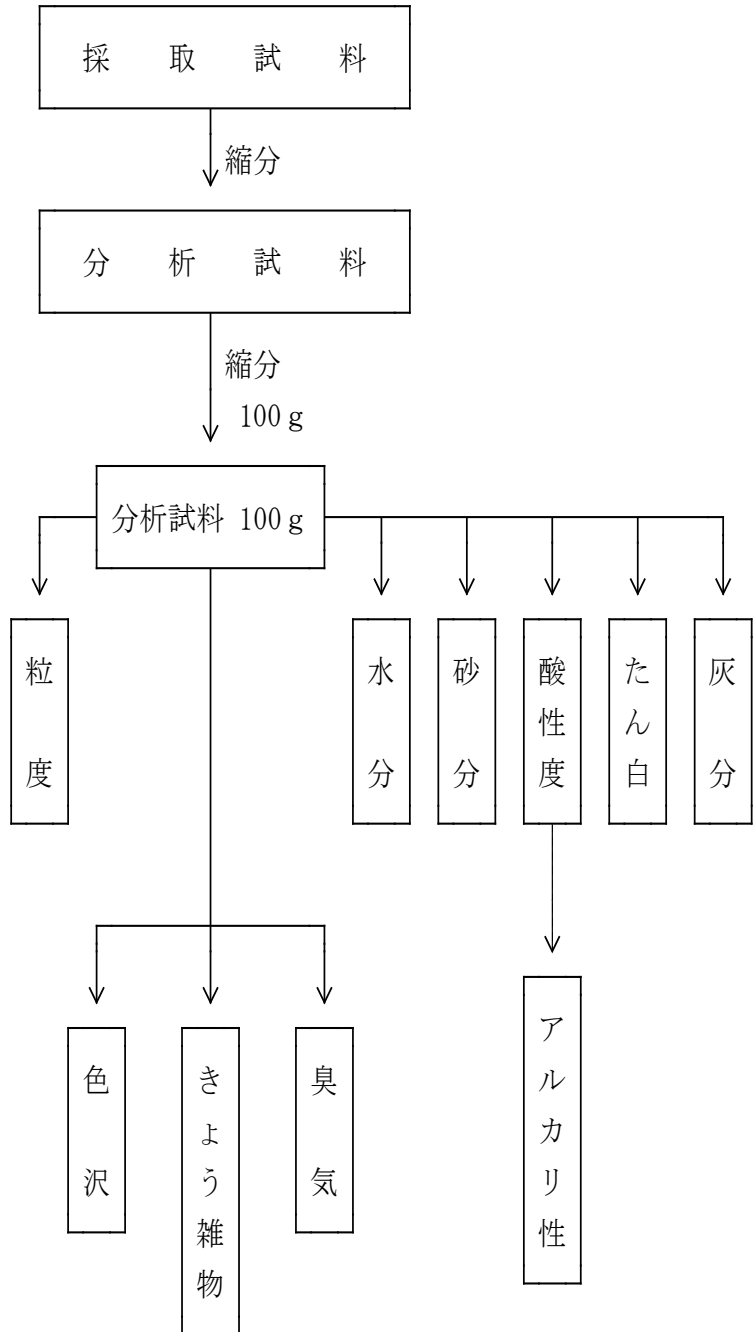 採取試料
縮分
分析試料
縮分
100ｇ
分析試料 100ｇ
粒度
水分
砂分
酸性度
たん白
灰分
色沢
きょう雑物
臭気
アルカリ性